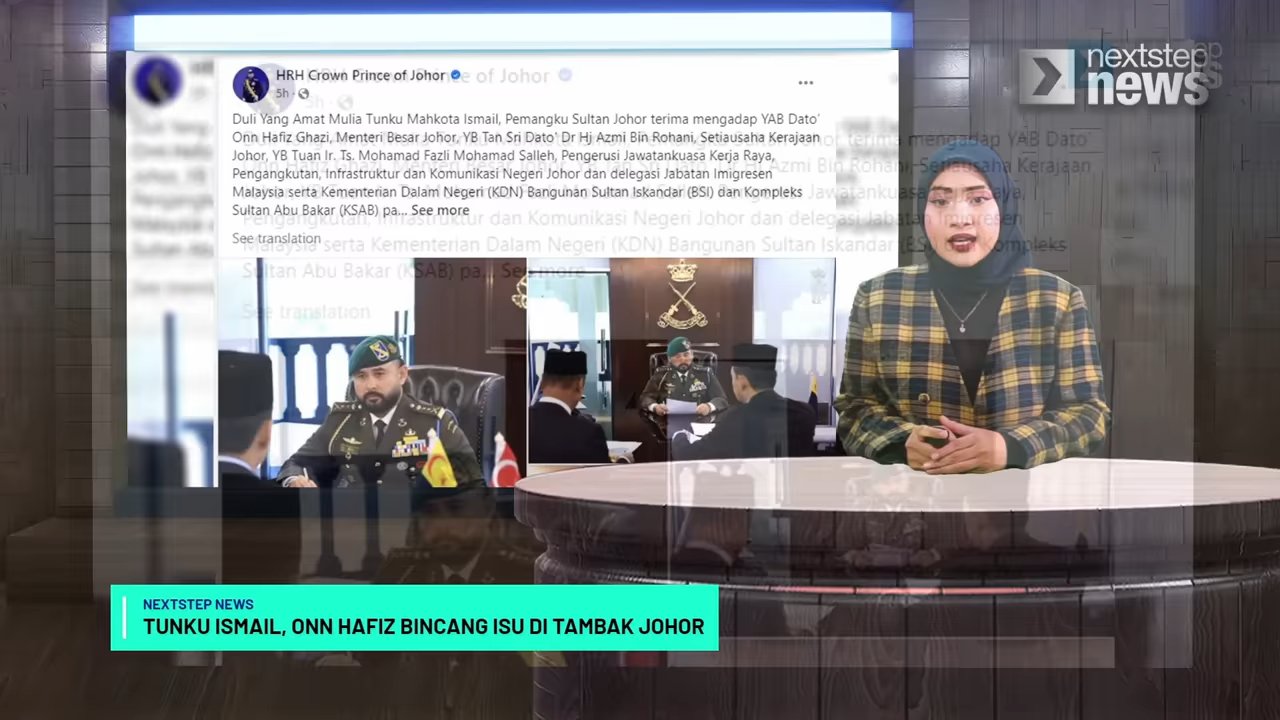 nextstep
news
HRH Crown Prince of Johor
5h
Duli Yang Amat Mulia Tunku Mahkota Ismail, Pemangku Sultan Johor terima mengadap YAB Dato'
Onn Hafiz Ghazi, Menteri Besar Johor, YB Tan Sri Dato' Dr Hj Azmi Bin Rohani, Setiausaha Kerajaan
Johor, YB Tuan Ir. Ts. Mohamad Fazli Mohamad Salleh, Pengerusi Jawatankuasa Kerja Raya,
Pengangkutan, Infrastruktur dan Komunikasi Negeri Johor dan delegasi Jabatan Imigresen
Malaysia serta Kementerian Dalam Negeri (KDN) Bangunan Sultan Iskandar (BSI) dan Kompleks
Sultan Abu Bakar (KSAB) pa... See more
See translation
NEXTSTEP NEWS
TUNKU ISMAIL, ONN HAFIZ BINCANG ISU DI TAMBAK JOHOR